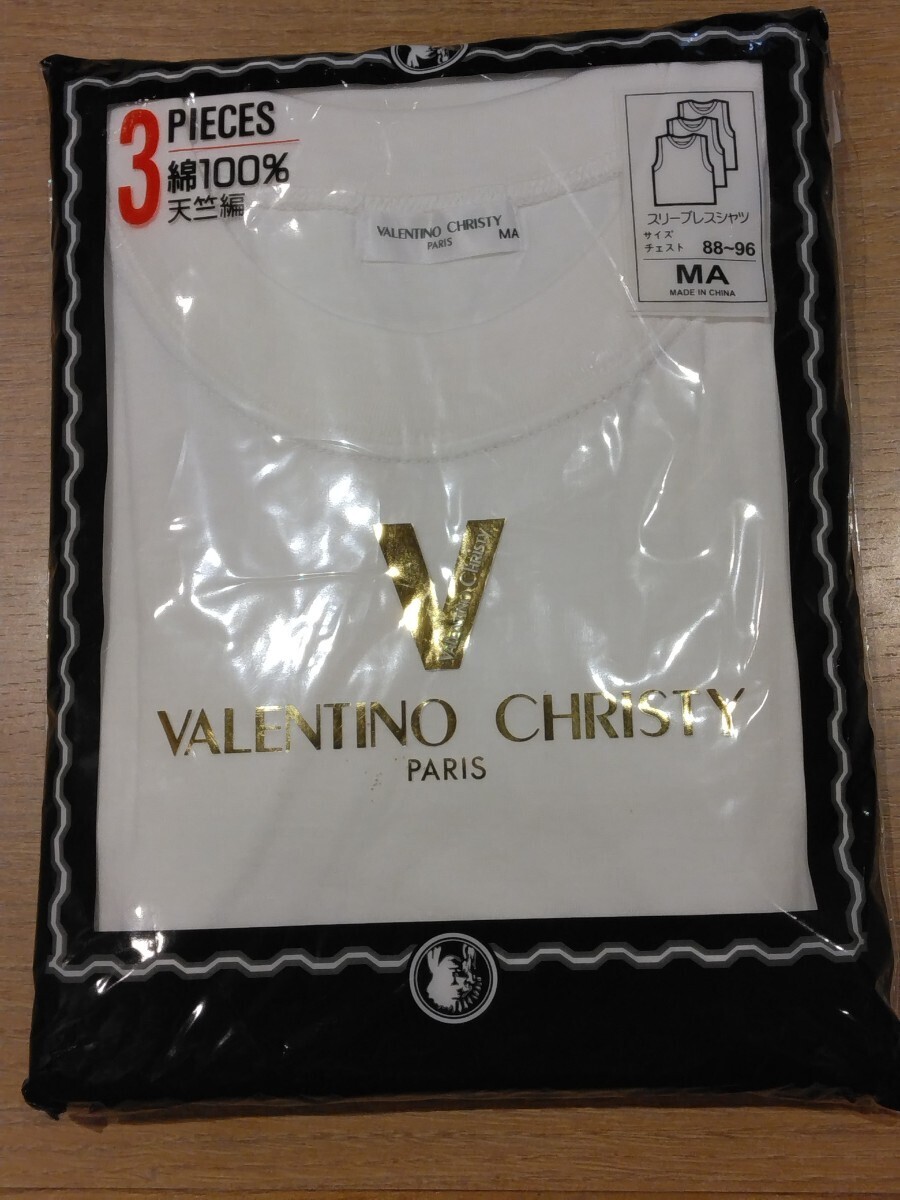 3
PIECES
綿100%
天竺編
VALENTINO CHRISTY
PARIS MA
スリーブレスシャツ
サイズ
チェスト 88~96
MA
MADE IN CHINA
V
VALENTINO CHRISTY
VALENTINO CHRISTY
PARIS